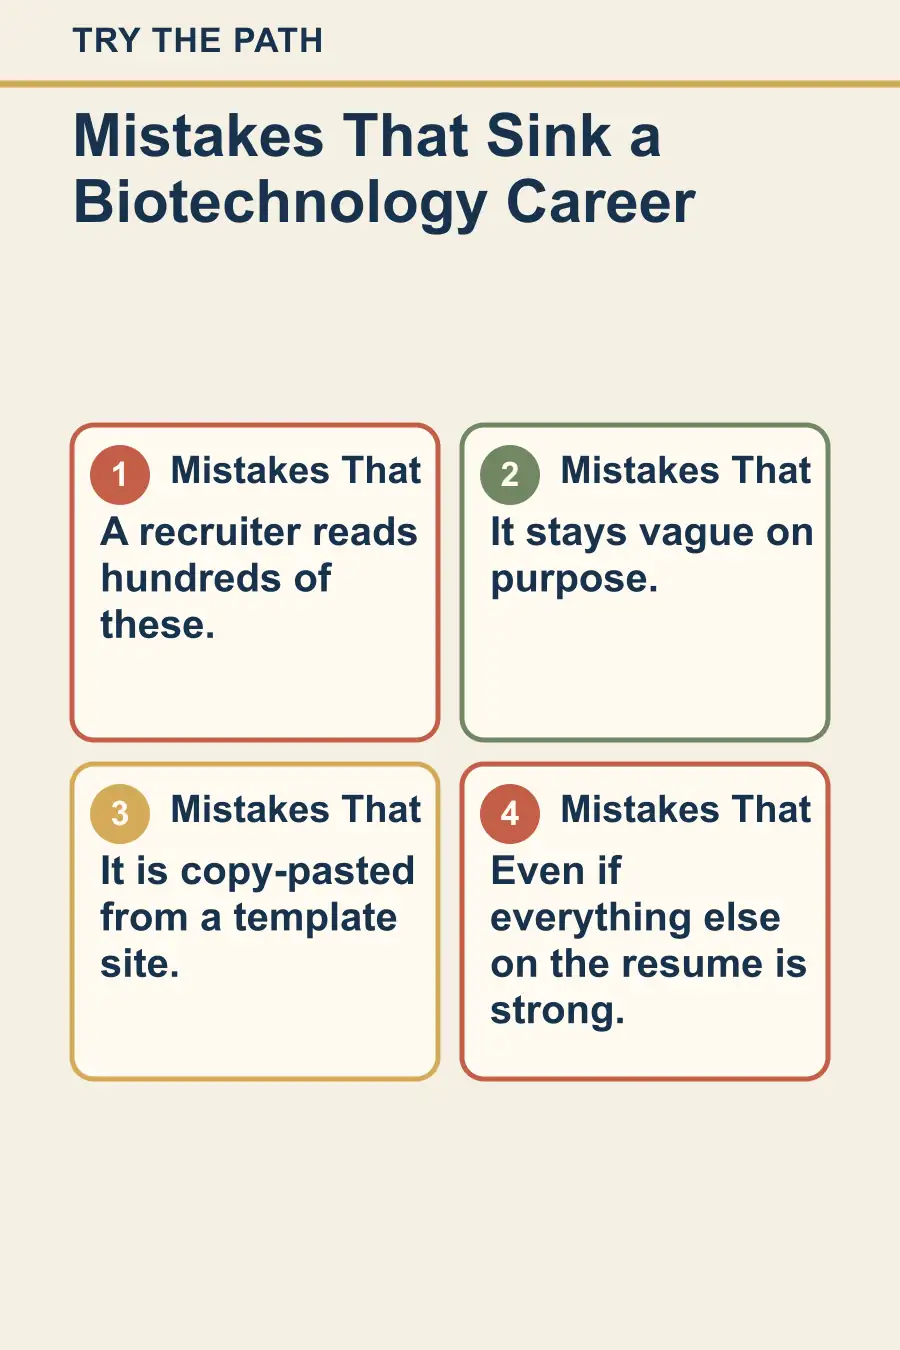 TRY THE PATH
Mistakes That Sink a
Biotechnology Career
1 Mistakes That
A recruiter reads
hundreds of
these.
2 Mistakes That
It stays vague on
purpose.
3 Mistakes That
It is copy-pasted
from a template
site.
4 Mistakes That
Even if
everything else
on the resume is
strong.